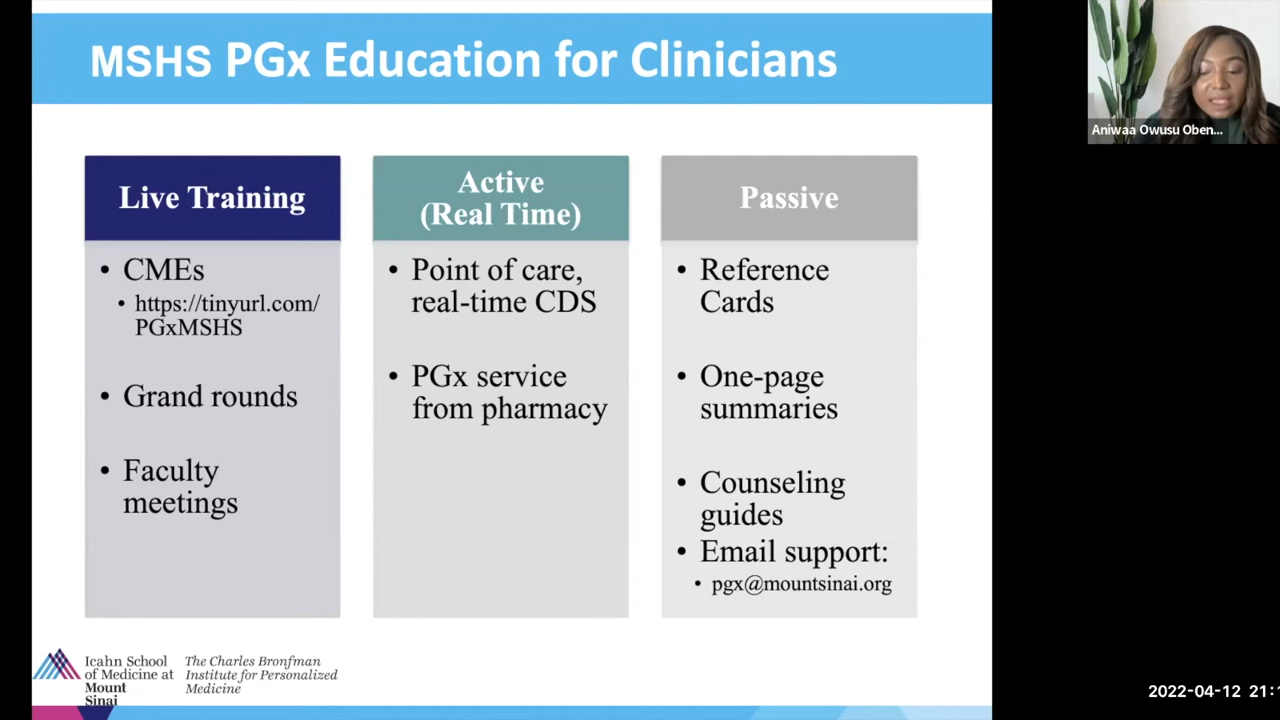 MSHS PGx Education for Clinicians
Live Training
• CMEs
• https://tinyurl.com/
PGxMSHS
• Grand rounds
• Faculty
meetings
Active
(Real Time)
• Point of care,
real-time CDS
• PGx service
from pharmacy
Passive
• Reference
Cards
• One-page
summaries
• Counseling
guides
• Email support:
• pgx@mountsinai.org
Icahn School
of Medicine at
Mount
Sinai
The Charles Bronfman
Institute for Personalized
Medicine
Aniwaa Owusu Oben...
2022-04-12 21: